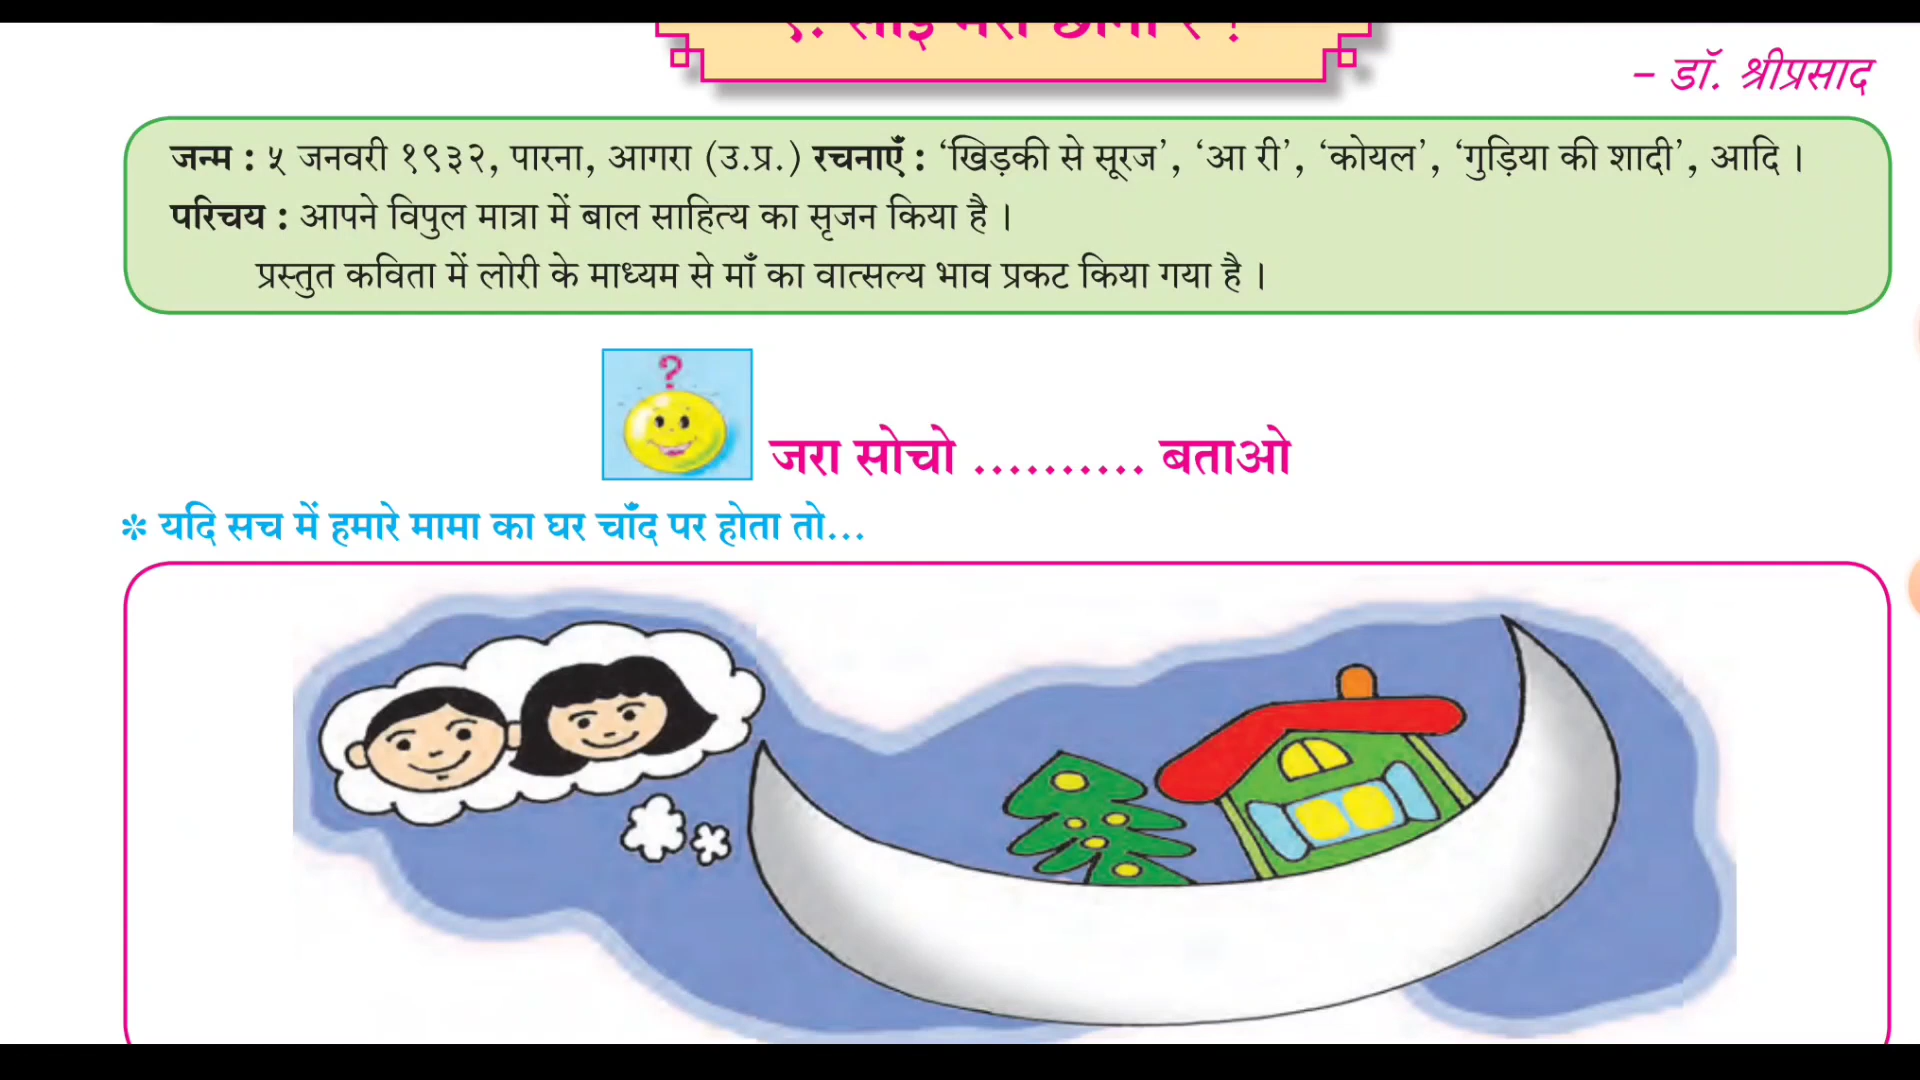 – डॉ. श्रीप्रसाद
जन्म : ५ जनवरी १९३२, पारना, आगरा (उ.प्र.) रचनाएँ : ‘खिड़की से सूरज’, ‘आ री’, ‘कोयल’, ‘गुड़िया की शादी’, आदि ।
परिचय : आपने विपुल मात्रा में बाल साहित्य का सृजन किया है ।
प्रस्तुत कविता में लोरी के माध्यम से माँ का वात्सल्य भाव प्रकट किया गया है ।
?
जरा सोचो .......... बताओ
* यदि सच में हमारे मामा का घर चाँद पर होता तो...